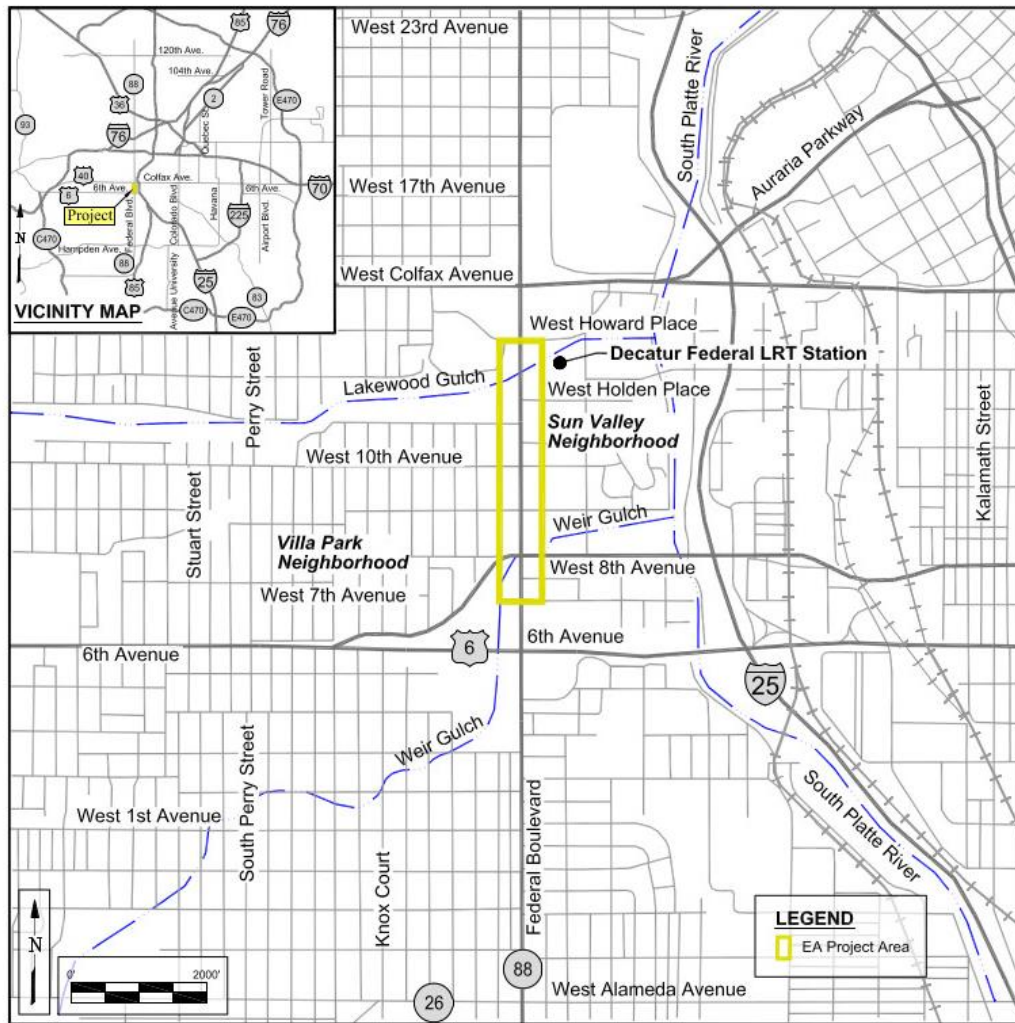 85
76
120th Ave.
104th Ave.
88
36
2
E470
93
76
Quebec St.
Tower Road
40
6th Ave.
Colfax Ave.
6th Ave.
70
6
Project
Federal Blvd.
Colorado Blvd
Havana
225
Airport Blvd.
N
C470
Hampden Ave.
88
85
University
Avenue
25
83
C470
E470
VICINITY MAP
West 23rd Avenue
South Platte River
Auraria Parkway
West 17th Avenue
West Colfax Avenue
West Howard Place
Decatur Federal LRT Station
Lakewood Gulch
West Holden Place
Perry Street
Sun Valley
Neighborhood
West 10th Avenue
Kalamath Street
Stuart Street
Weir Gulch
Villa Park
Neighborhood
West 8th Avenue
West 7th Avenue
6th Avenue
6th Avenue
6
25
Weir Gulch
South Perry Street
West 1st Avenue
Knox Court
Federal Boulevard
South Platte River
LEGEND
EA Project Area
N
0'
2000'
88
26
West Alameda Avenue